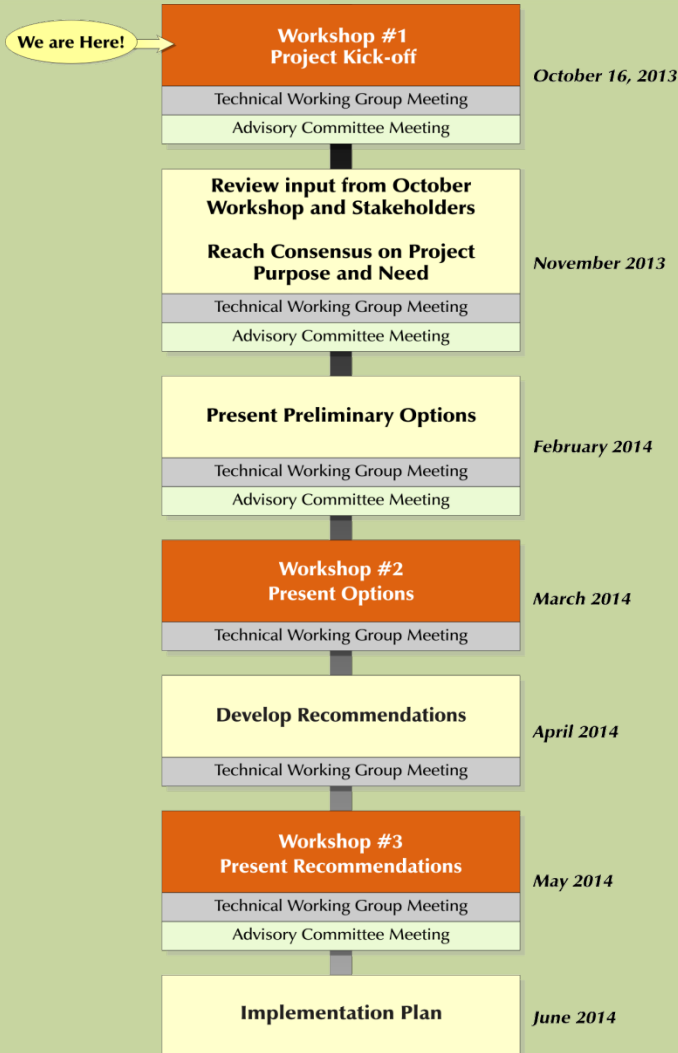 We are Here!
Workshop #1
Project Kick-off
October 16, 2013
Technical Working Group Meeting
Advisory Committee Meeting
Review input from October
Workshop and Stakeholders
Reach Consensus on Project
Purpose and Need
November 2013
Technical Working Group Meeting
Advisory Committee Meeting
Present Preliminary Options
February 2014
Technical Working Group Meeting
Advisory Committee Meeting
Workshop #2
Present Options
March 2014
Technical Working Group Meeting
Develop Recommendations
April 2014
Technical Working Group Meeting
Workshop #3
Present Recommendations
May 2014
Technical Working Group Meeting
Advisory Committee Meeting
Implementation Plan
June 2014